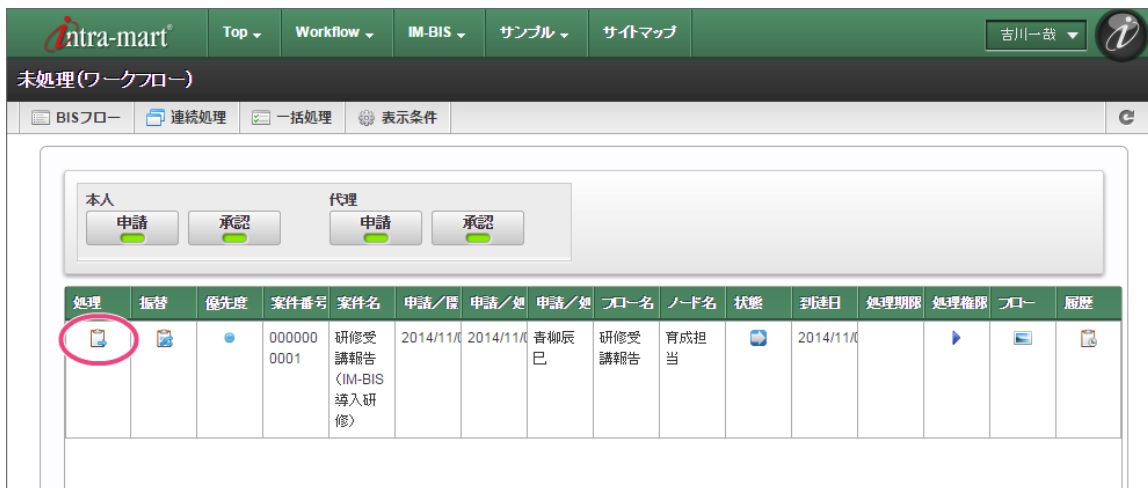 intra-mart® Top Workflow IM-BIS サンプル サイトマップ 吉川一哉
未処理(ワークフロー)
BISフロー 連続処理 一括処理 表示条件
本人 代理
申請 承認 申請 承認
処理 振替 優先度 案件番号 案件名 申請/ 申請/処 申請/処 フロー名 ノード名 状態 到達日 処理期限 処理権限 フロー 履歴
000000 研修受 2014/11/0 2014/11/0 青柳辰 研修受 育成担 2014/11/0
0001 講報告 巳 講報告 当
(IM-BIS
導入研
修)